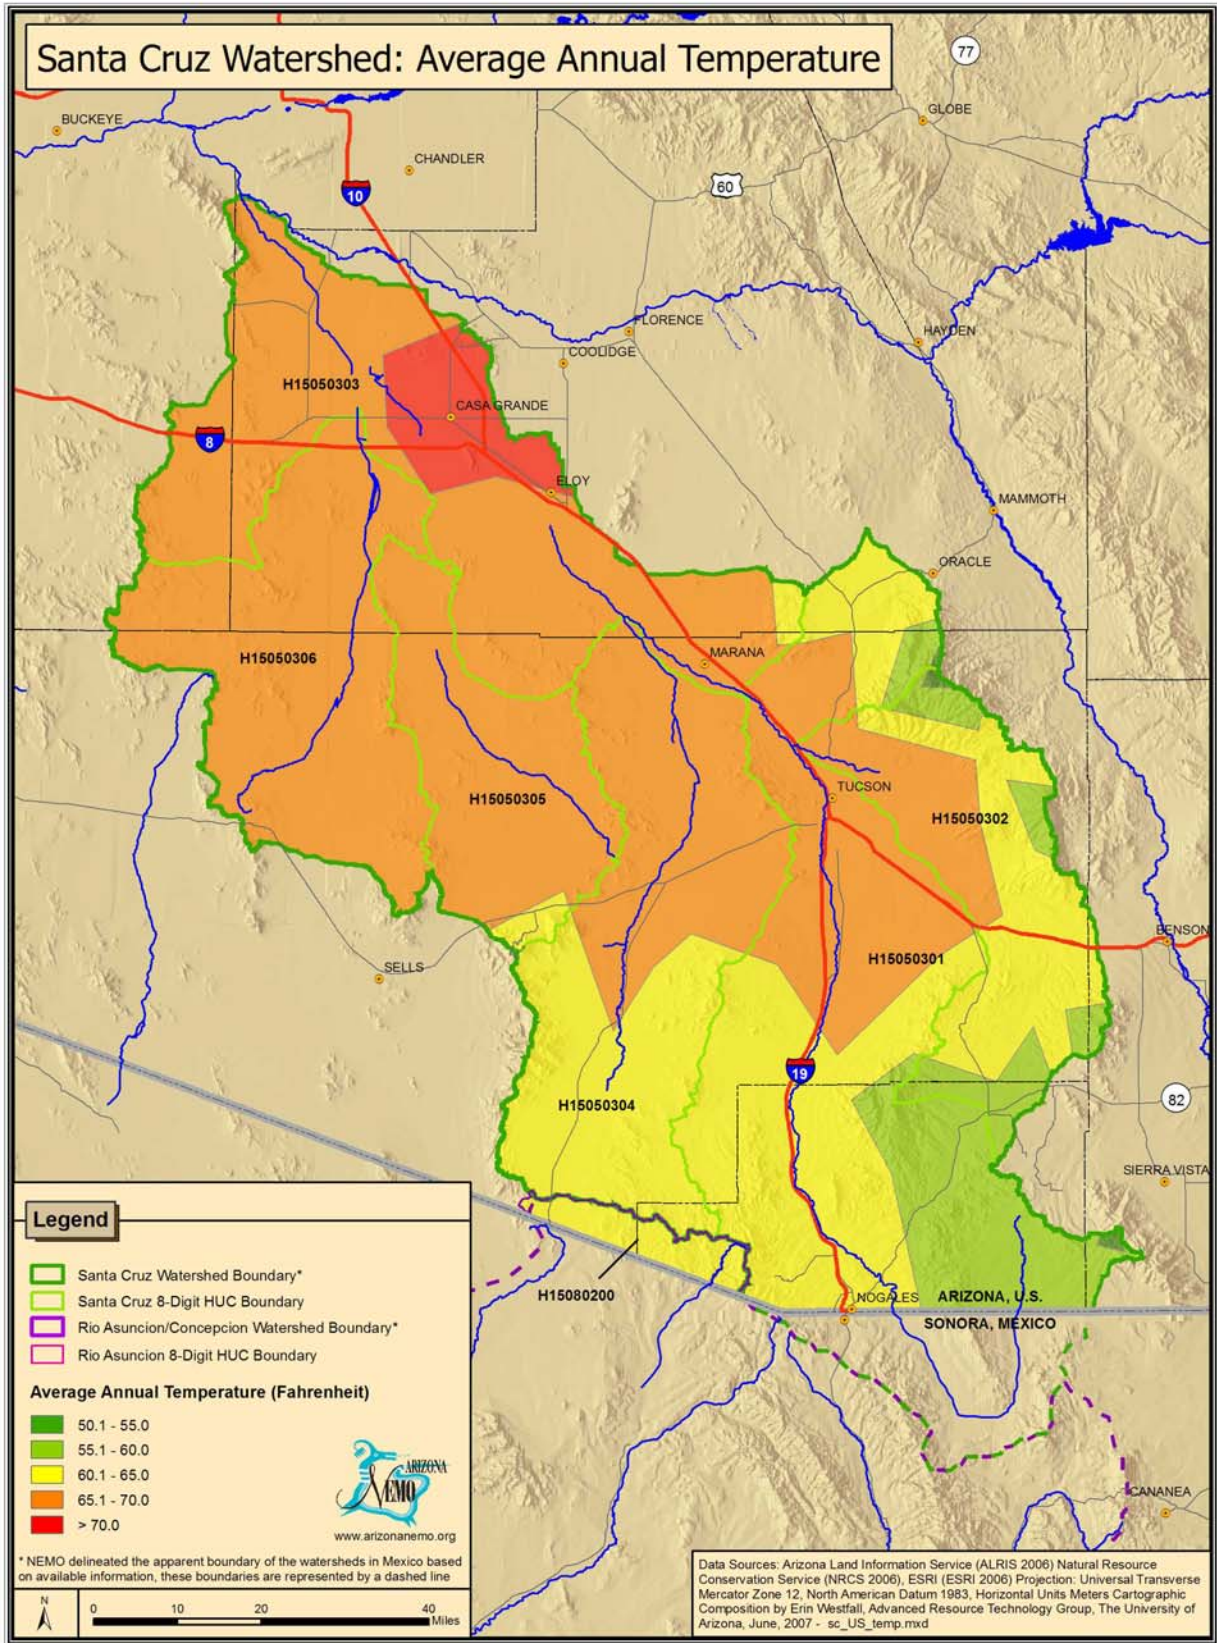 Santa Cruz Watershed: Average Annual Temperature
77
BUCKEYE
GLOBE
CHANDLER
10
60
FLORENCE
HAYDEN
COOLIDGE
H15050303
CASA GRANDE
8
ELOY
MAMMOTH
ORACLE
MARANA
H15050306
TUCSON
H15050305
H15050302
BENSON
SELLS
H15050301
19
H15050304
82
SIERRA VISTA
H15080200
NOGALES
ARIZONA, U.S.
SONORA, MEXICO
CANANEA
Legend
Santa Cruz Watershed Boundary*
Santa Cruz 8-Digit HUC Boundary
Rio Asuncion/Concepcion Watershed Boundary*
Rio Asuncion 8-Digit HUC Boundary
Average Annual Temperature (Fahrenheit)
50.1 - 55.0
55.1 - 60.0
60.1 - 65.0
65.1 - 70.0
> 70.0
ARIZONA
NEMO
www.arizonanemo.org
* NEMO delineated the apparent boundary of the watersheds in Mexico based
on available information, these boundaries are represented by a dashed line
N
0 10 20 40
Miles
Data Sources: Arizona Land Information Service (ALRIS 2006) Natural Resource
Conservation Service (NRCS 2006), ESRI (ESRI 2006) Projection: Universal Transverse
Mercator Zone 12, North American Datum 1983, Horizontal Units Meters Cartographic
Composition by Erin Westfall, Advanced Resource Technology Group, The University of
Arizona, June, 2007 - sc_US_temp.mxd